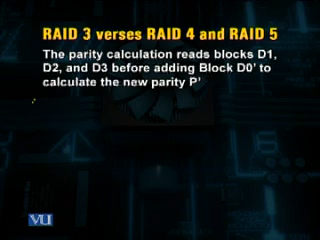 RAID 3 verses RAID 4 and RAID 5
The parity calculation reads blocks D1,
D2, and D3 before adding Block D0' to
calculate the new parity P'
VU